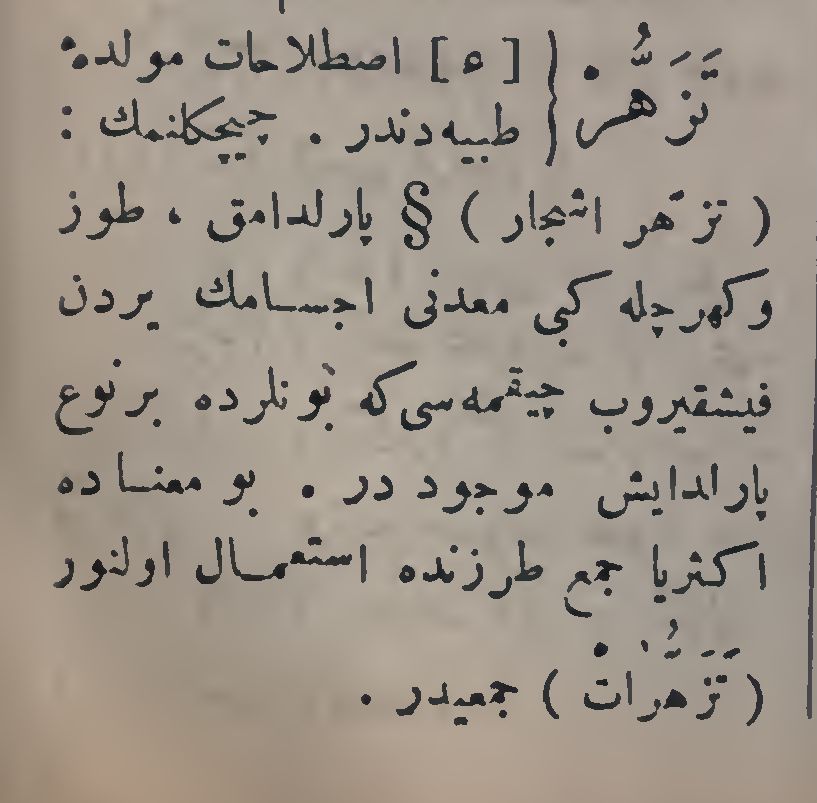 تَزَهُّر. } [ ه ] اصطلاحات مولدهٔ
طبیه‌دندر . چیچکلنمك :
( تزهّر اشجار ) § پارلدامق ، طوز
وکهرچله کبی معدنی اجسامك یردن
فیشقیروب چیقمه‌سی‌که بونلرده برنوع
پارلدایش موجود در . بو معناده
اکثریا جمع طرزنده استعمال اولنور
( تَزَهُّرات ) جمعیدر .